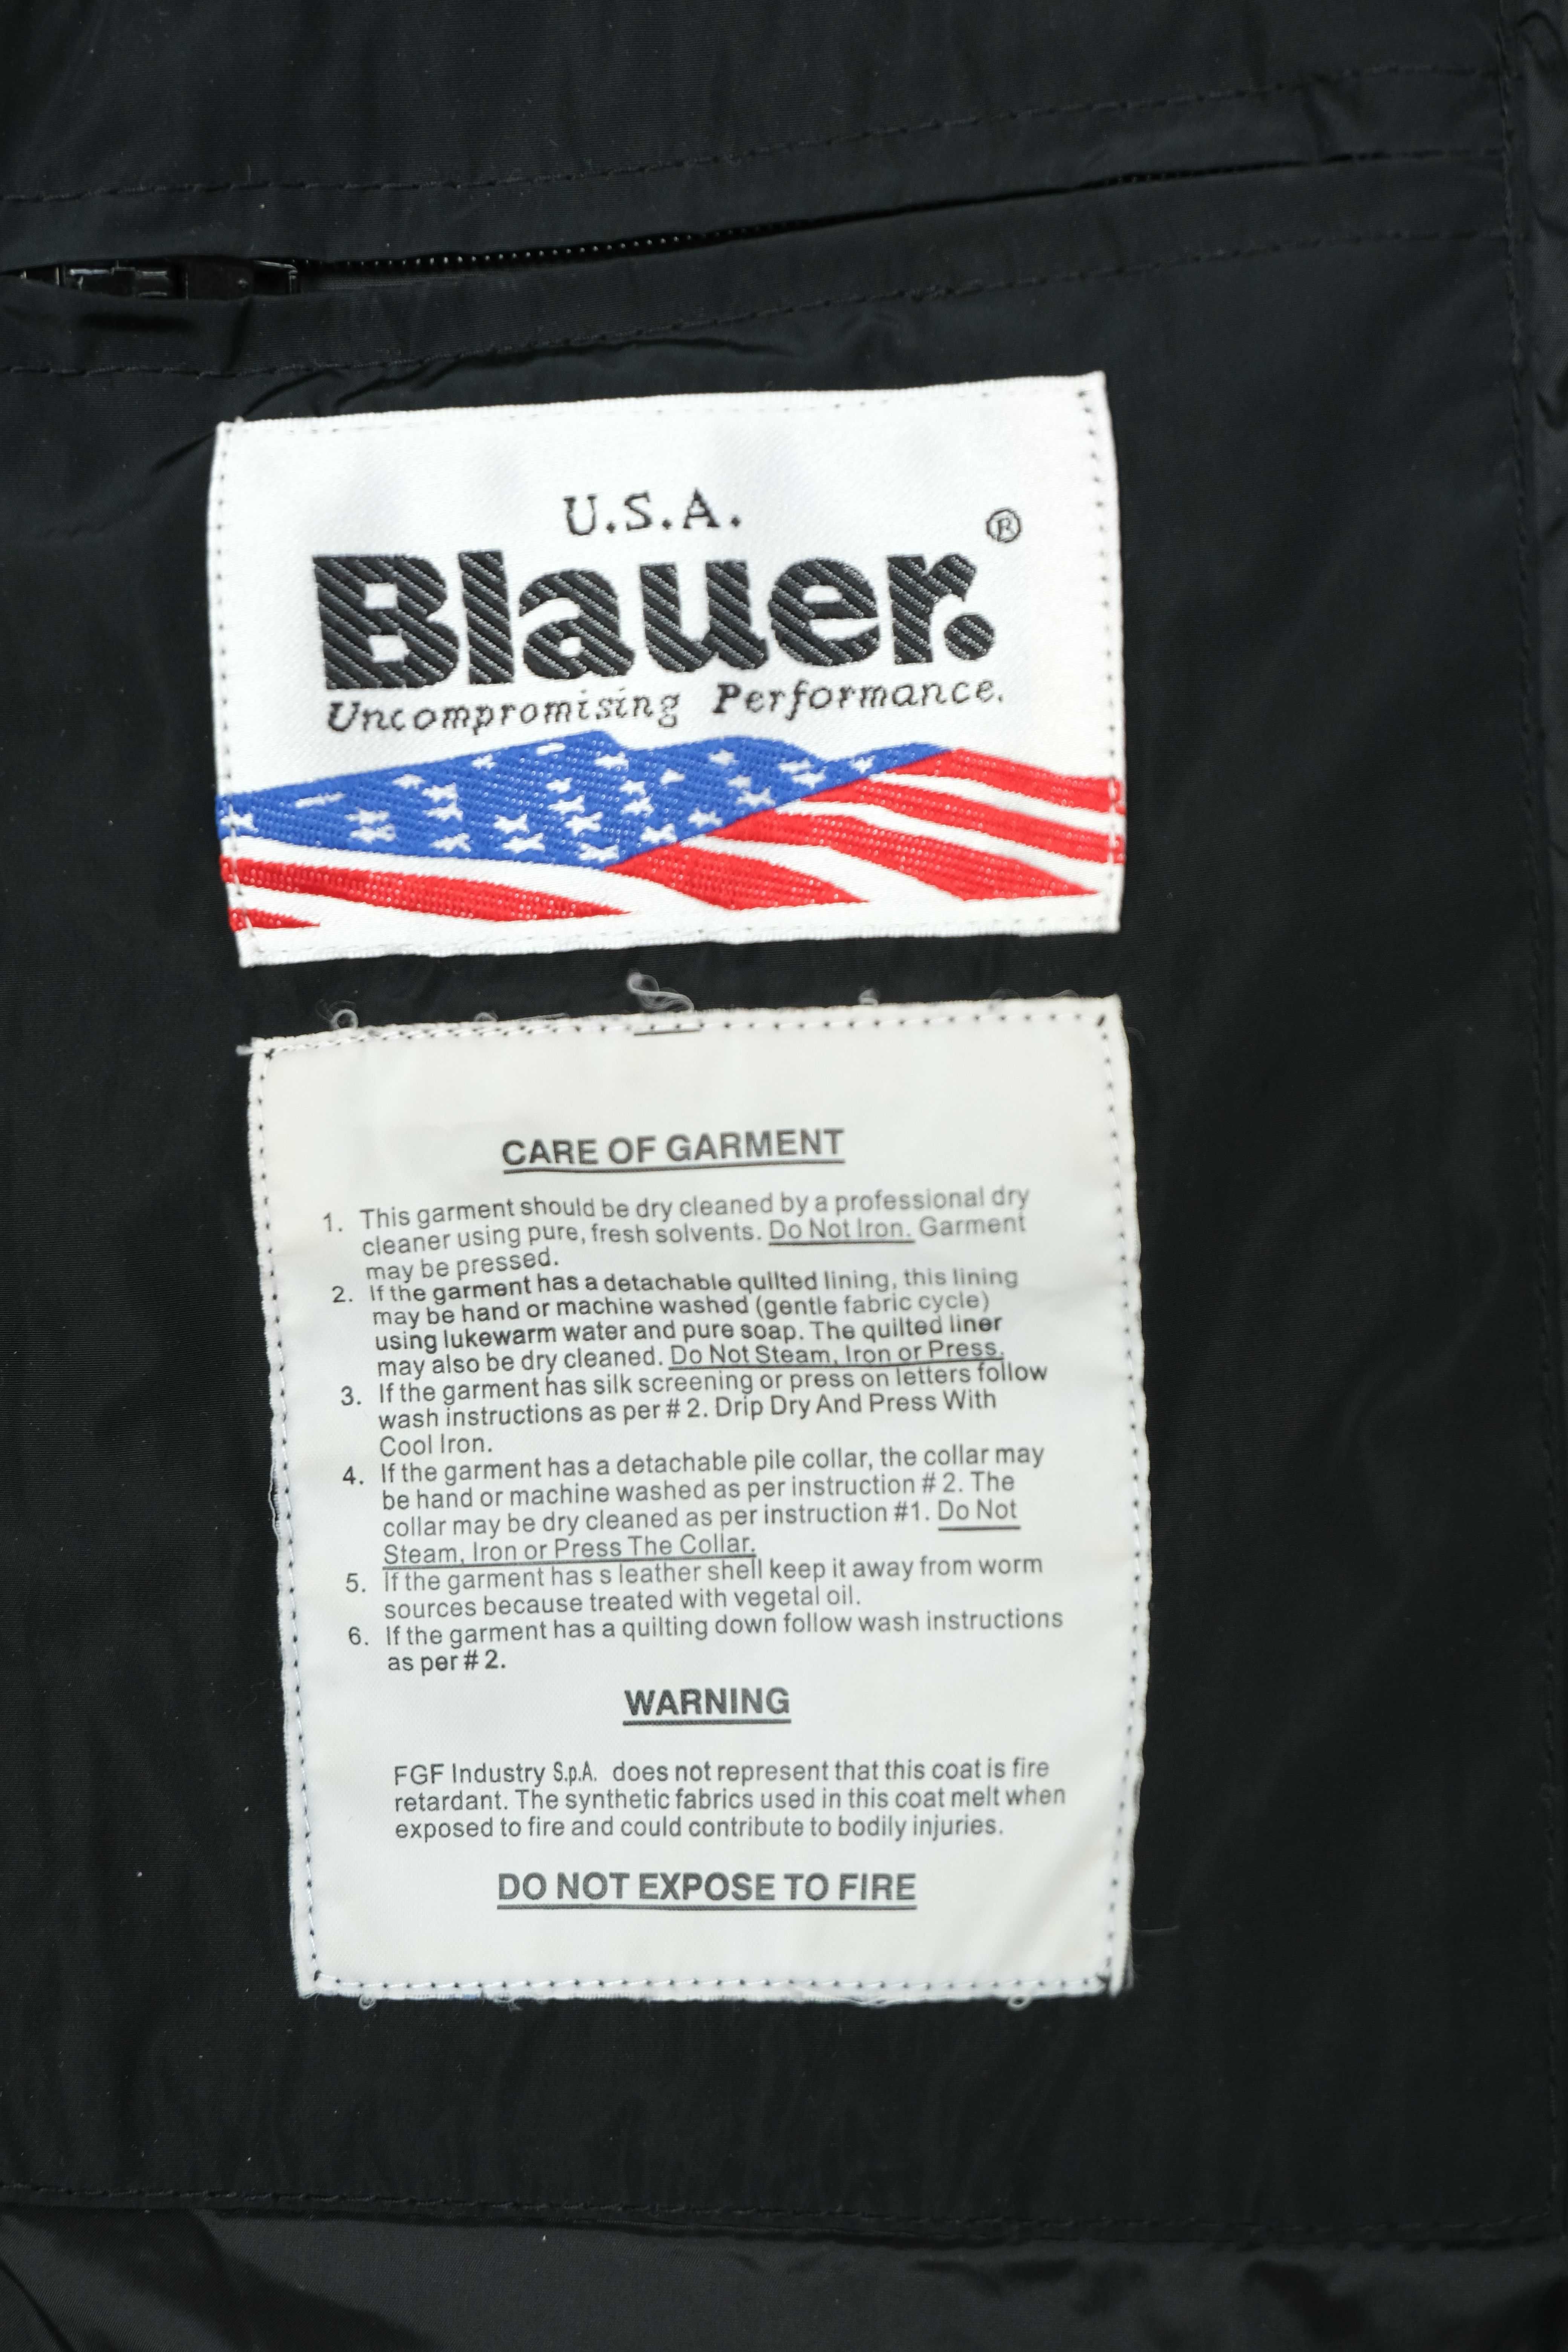 U.S.A.
Blauer. ®
Uncompromising Performance.
CARE OF GARMENT
1. This garment should be dry cleaned by a professional dry
cleaner using pure, fresh solvents. Do Not Iron. Garment
may be pressed.
2. If the garment has a detachable quilted lining, this lining
may be hand or machine washed (gentle fabric cycle)
using lukewarm water and pure soap. The quilted liner
may also be dry cleaned. Do Not Steam, Iron or Press.
3. If the garment has silk screening or press on letters follow
wash instructions as per # 2. Drip Dry And Press With
Cool Iron.
4. If the garment has a detachable pile collar, the collar may
be hand or machine washed as per instruction # 2. The
collar may be dry cleaned as per instruction #1. Do Not
Steam, Iron or Press The Collar.
5. If the garment has s leather shell keep it away from worm
sources because treated with vegetal oil.
6. If the garment has a quilting down follow wash instructions
as per # 2.
WARNING
FGF Industry S.p.A. does not represent that this coat is fire
retardant. The synthetic fabrics used in this coat melt when
exposed to fire and could contribute to bodily injuries.
DO NOT EXPOSE TO FIRE